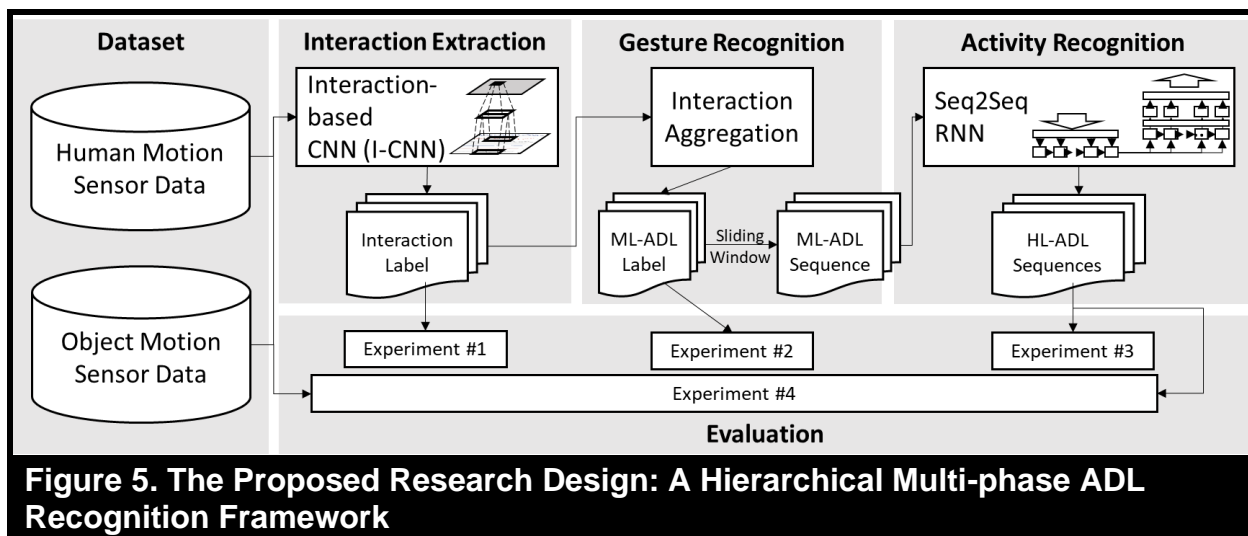 Dataset
Human Motion
Sensor Data
Object Motion
Sensor Data
Interaction Extraction
Interaction-
based
CNN (I-CNN)
Interaction
Label
Gesture Recognition
Interaction
Aggregation
ML-ADL
Label
Sliding
Window
ML-ADL
Sequence
Activity Recognition
Seq2Seq
RNN
HL-ADL
Sequences
Experiment #1
Experiment #2
Experiment #3
Experiment #4
Evaluation
Figure 5. The Proposed Research Design: A Hierarchical Multi-phase ADL
Recognition Framework